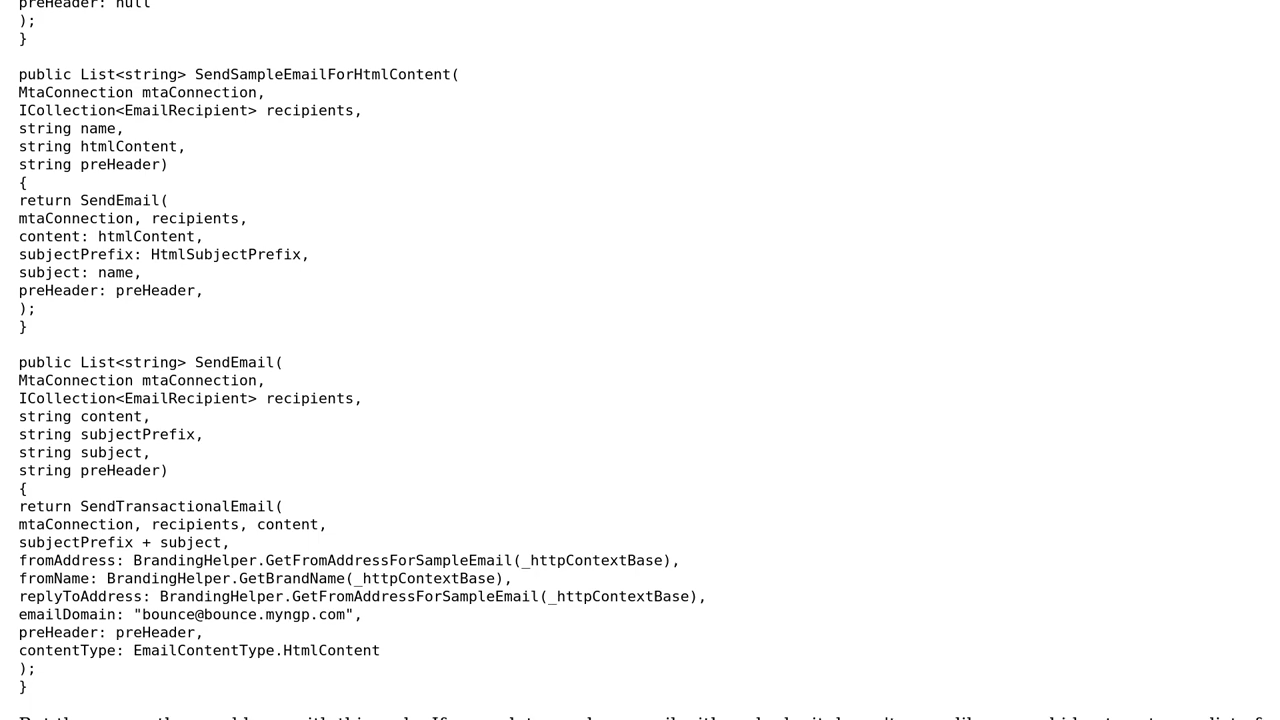 preHeader: null
);
}

public List<string> SendSampleEmailForHtmlContent(
MtaConnection mtaConnection,
ICollection<EmailRecipient> recipients,
string name,
string htmlContent,
string preHeader)
{
return SendEmail(
mtaConnection, recipients,
content: htmlContent,
subjectPrefix: HtmlSubjectPrefix,
subject: name,
preHeader: preHeader,
);
}

public List<string> SendEmail(
MtaConnection mtaConnection,
ICollection<EmailRecipient> recipients,
string content,
string subjectPrefix,
string subject,
string preHeader)
{
return SendTransactionalEmail(
mtaConnection, recipients, content,
subjectPrefix + subject,
fromAddress: BrandingHelper.GetFromAddressForSampleEmail(_httpContextBase),
fromName: BrandingHelper.GetBrandName(_httpContextBase),
replyToAddress: BrandingHelper.GetFromAddressForSampleEmail(_httpContextBase),
emailDomain: "bounce@bounce.myngp.com",
preHeader: preHeader,
contentType: EmailContentType.HtmlContent
);
}